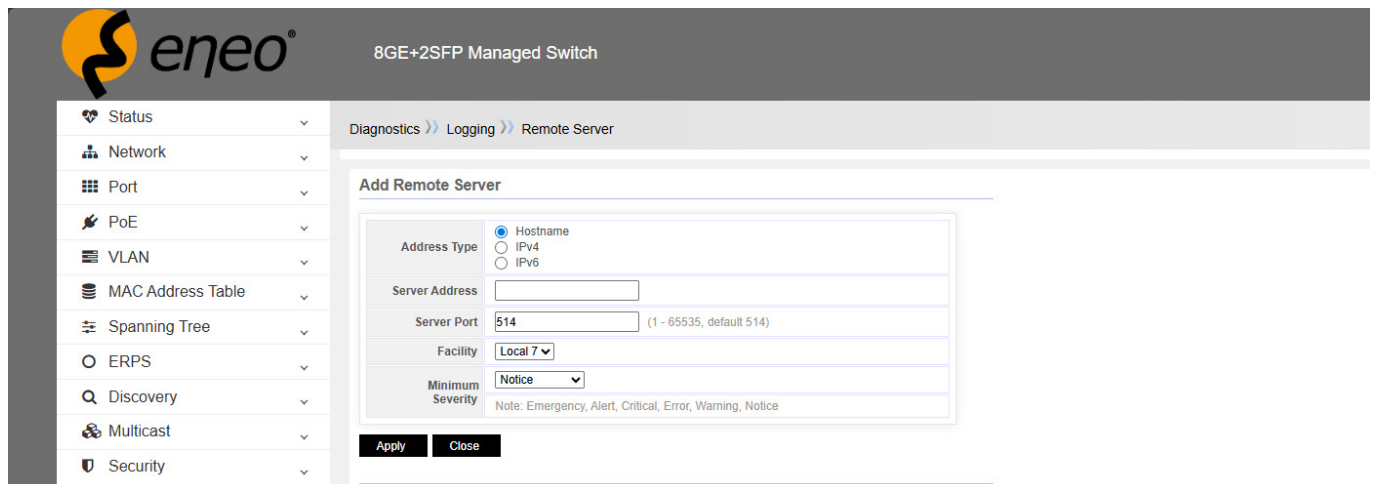 eneo®
8GE+2SFP Managed Switch
Status
Network
Port
PoE
VLAN
MAC Address Table
Spanning Tree
ERPS
Discovery
Multicast
Security
Diagnostics Logging Remote Server
Add Remote Server
Address Type
Hostname
IPv4
IPv6
Server Address
Server Port 514 (1 - 65535, default 514)
Facility Local 7
Minimum
Severity
Notice
Note: Emergency, Alert, Critical, Error, Warning, Notice
Apply Close